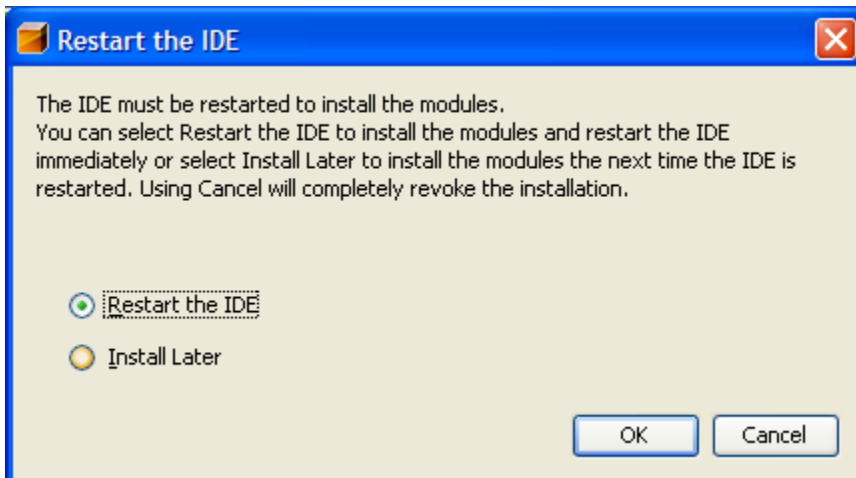 Restart the IDE
The IDE must be restarted to install the modules.
You can select Restart the IDE to install the modules and restart the IDE
immediately or select Install Later to install the modules the next time the IDE is
restarted. Using Cancel will completely revoke the installation.
Restart the IDE
Install Later
OK Cancel